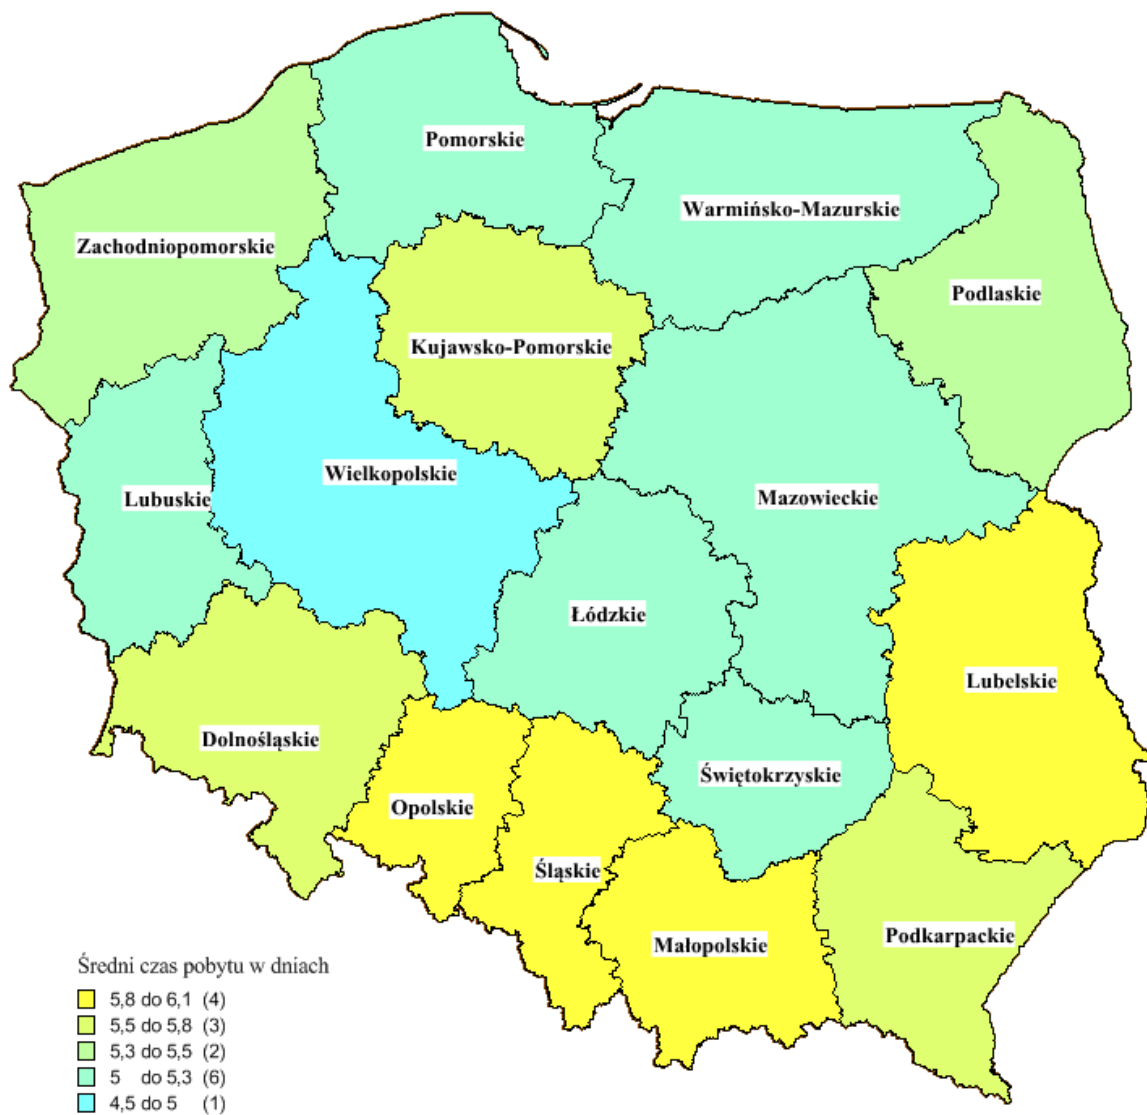 Pomorskie
Warmińsko-Mazurskie
Zachodniopomorskie
Podlaskie
Kujawsko-Pomorskie
Wielkopolskie
Lubuskie
Mazowieckie
Łódzkie
Lubelskie
Dolnośląskie
Świętokrzyskie
Opolskie
Śląskie
Podkarpackie
Małopolskie
Średni czas pobytu w dniach
5,8 do 6,1 (4)
5,5 do 5,8 (3)
5,3 do 5,5 (2)
5 do 5,3 (6)
4,5 do 5 (1)